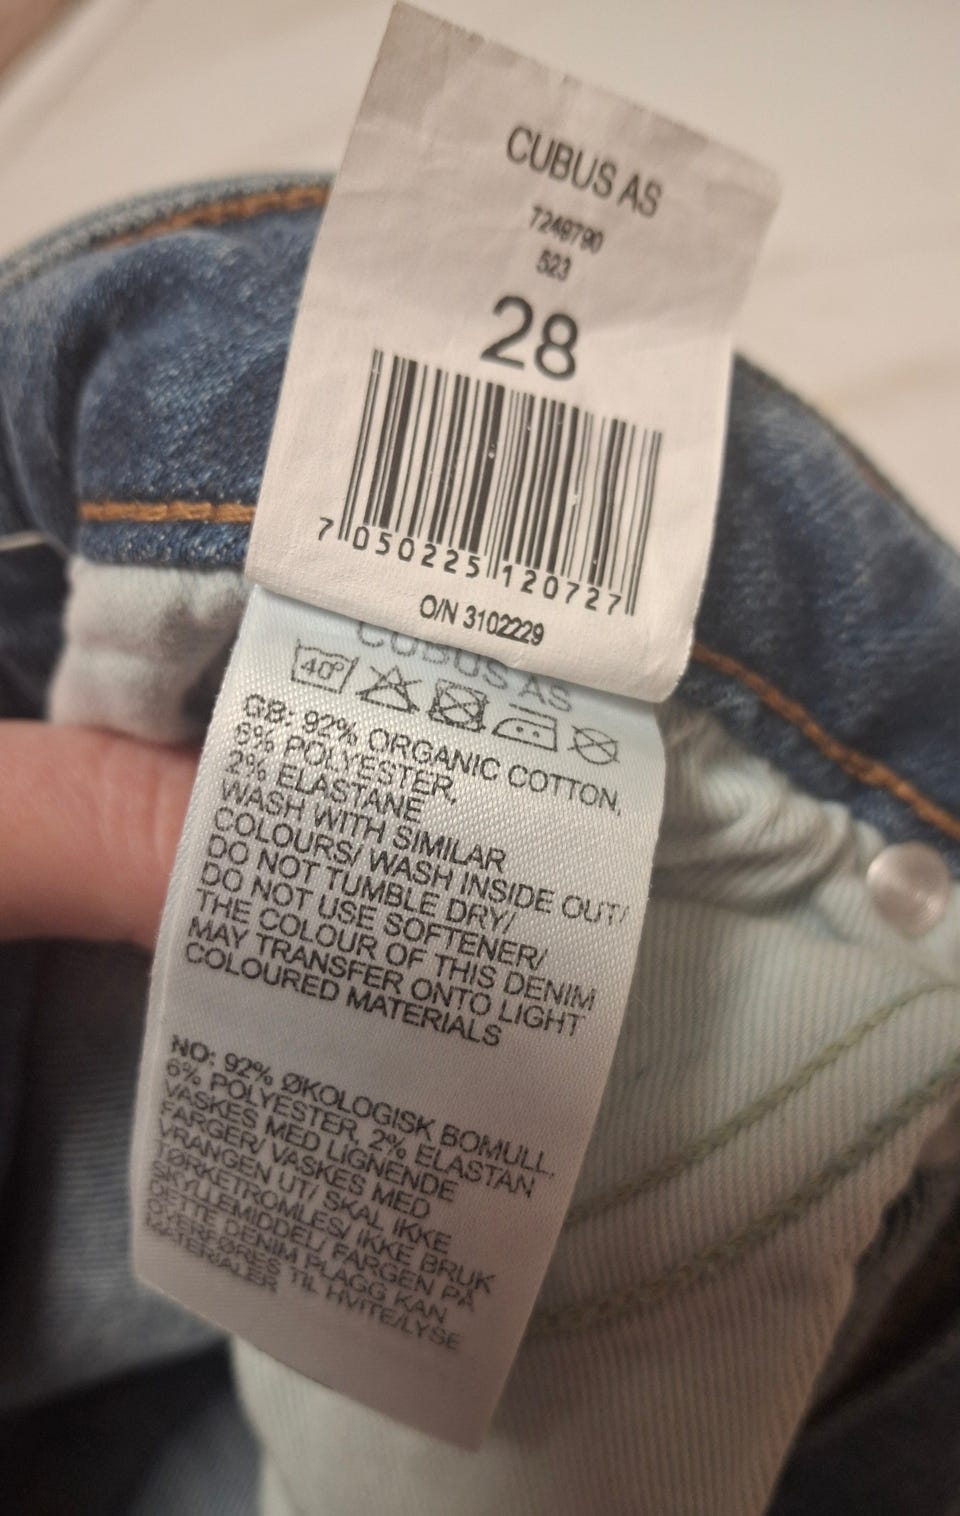 CUBUS AS
7249790
523
28
7 050225 120727
O/N 3102229
CUBUS AS
40°
GB: 92% ORGANIC COTTON,
6% POLYESTER,
2% ELASTANE
WASH WITH SIMILAR
COLOURS/ WASH INSIDE OUT/
DO NOT TUMBLE DRY/
DO NOT USE SOFTENER/
THE COLOUR OF THIS DENIM
MAY TRANSFER ONTO LIGHT
COLOURED MATERIALS
NO: 92% ØKOLOGISK BOMULL,
6% POLYESTER, 2% ELASTAN
VASKES MED LIGNENDE
FARGER/ VASKES MED
VRANGEN UT/ SKAL IKKE
TØRKETROMLES/ IKKE BRUK
SKYLLEMIDDEL/ FARGEN PÅ
DETTE DENIM PLAGG KAN
OVERFØRES TIL HVITE/LYSE
MATERIALER